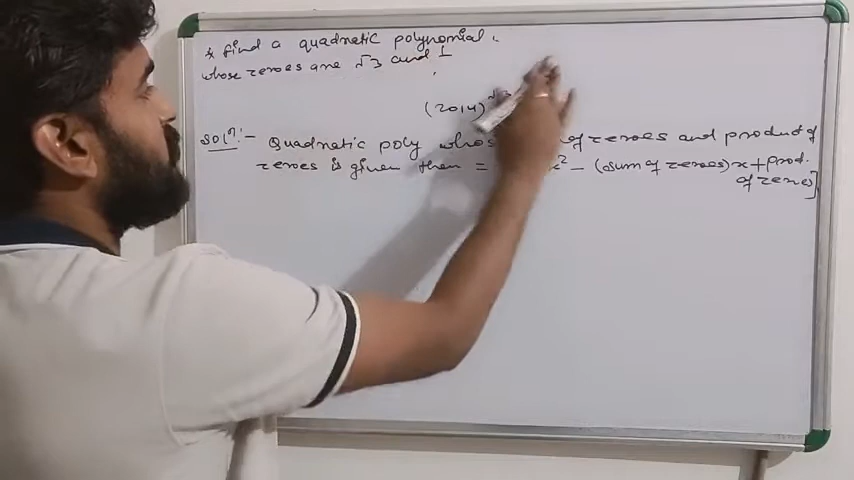 & find a quadratic polynomial.
whose zeroes are √3 and 1
(2014) √3
Solⁿ:- Quadratic poly whos of zeroes and product of
zeroes is given then = x² - (sum of zeroes)x + prod.
of zeroes]